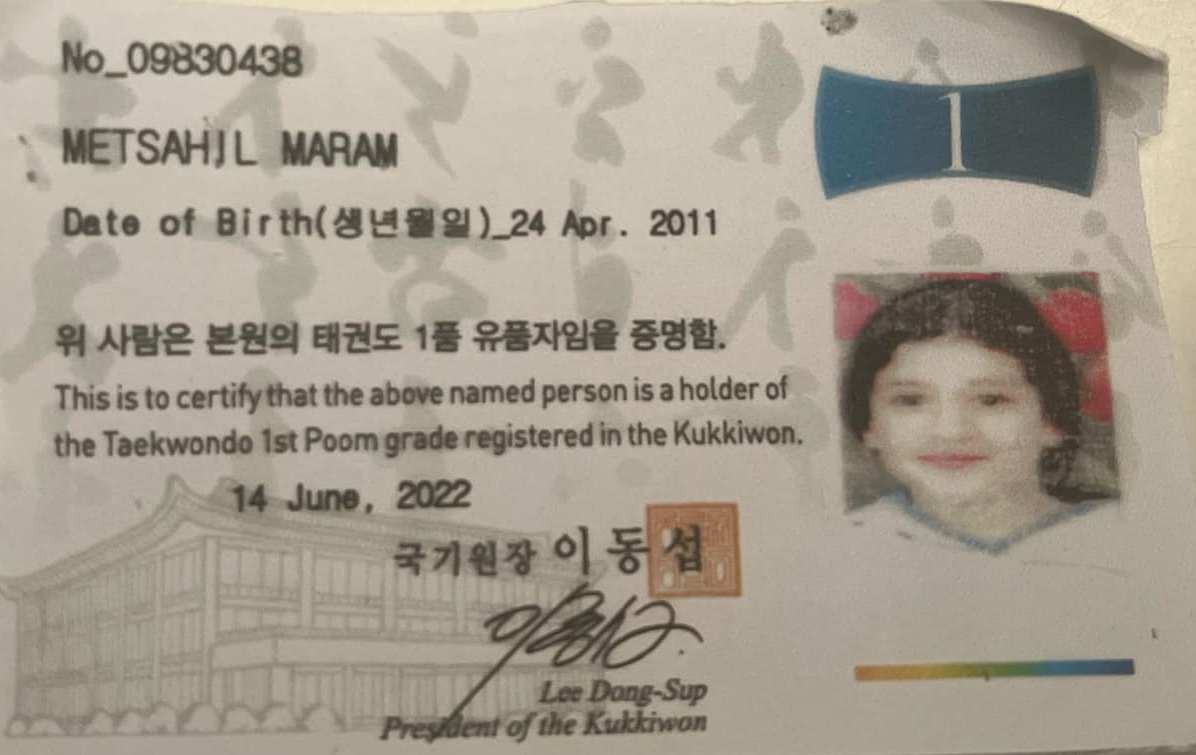 No_09830438
1
METSAHJL MARAM
Date of Birth(생년월일)_24 Apr. 2011
위 사람은 본원의 태권도 1품 유품자임을 증명함.
This is to certify that the above named person is a holder of
the Taekwondo 1st Poom grade registered in the Kukkiwon.
14 June, 2022
국기원장 이동섭
Lee Dong-Sup
President of the Kukkiwon